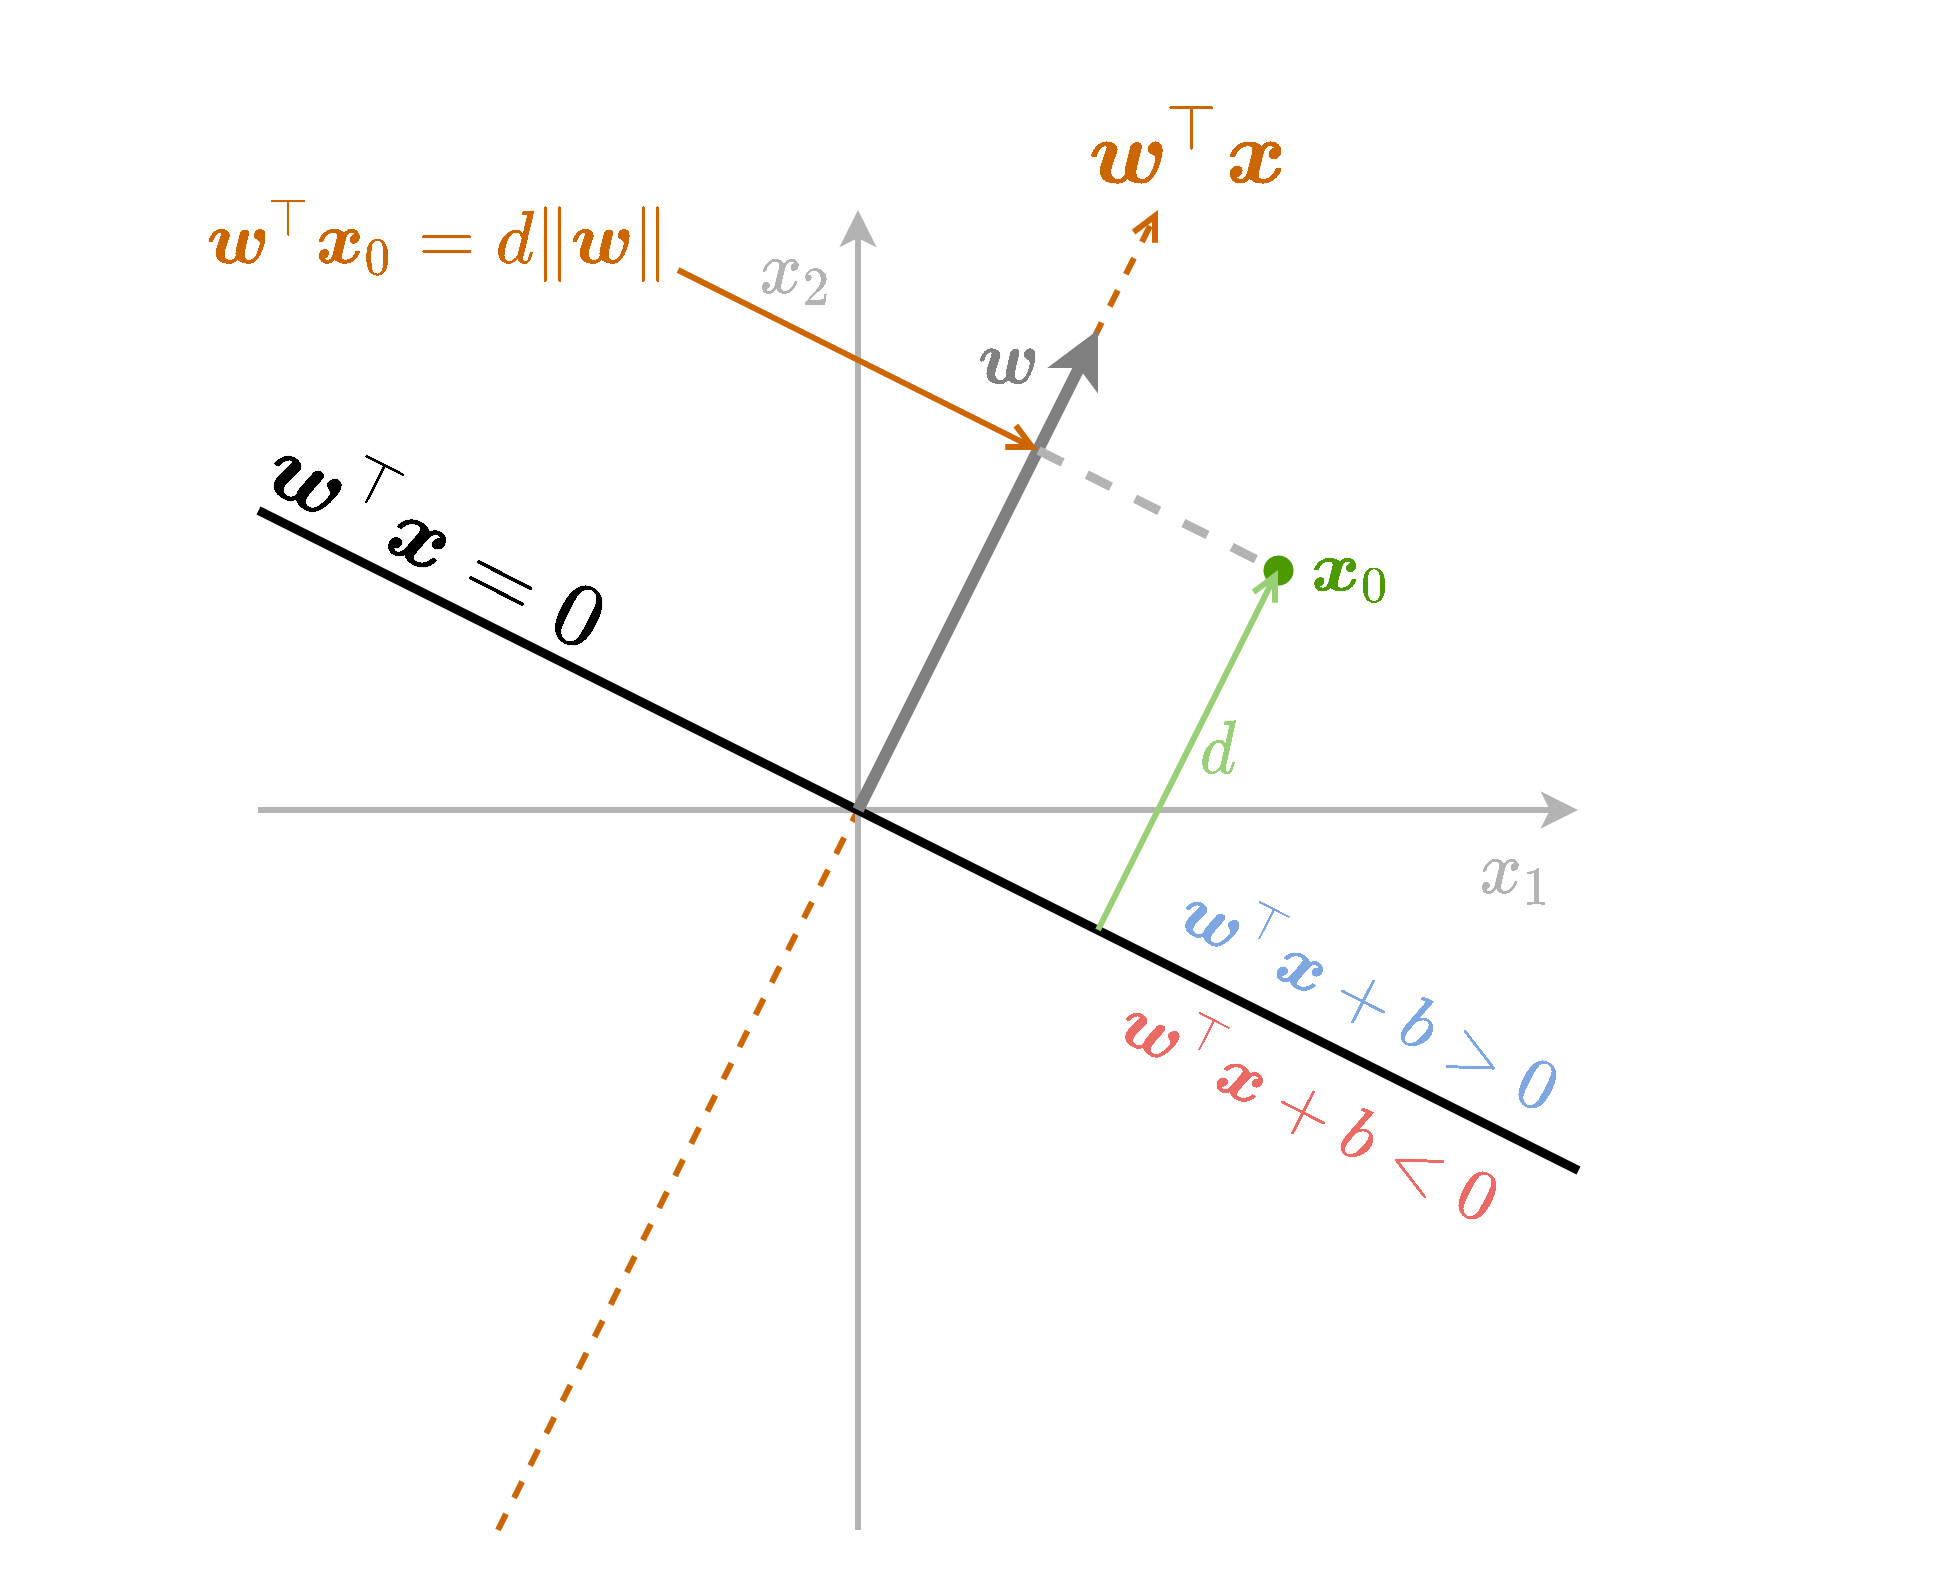 w⊤x
w⊤x₀ = d‖w‖
x₂
w
w⊤x = 0
x₀
d
x₁
w⊤x + b > 0
w⊤x + b < 0